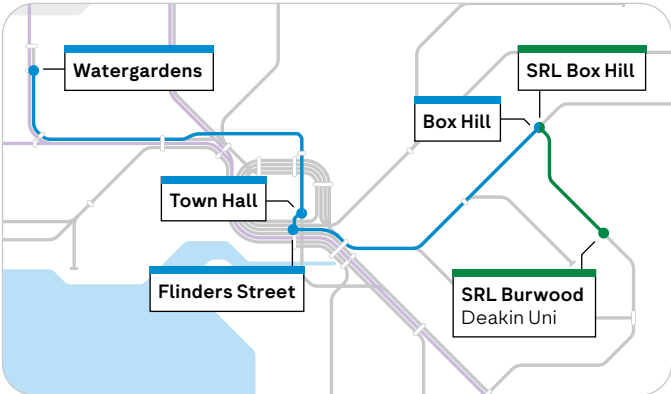 Watergardens
SRL Box Hill
Box Hill
Town Hall
Flinders Street
SRL Burwood
Deakin Uni